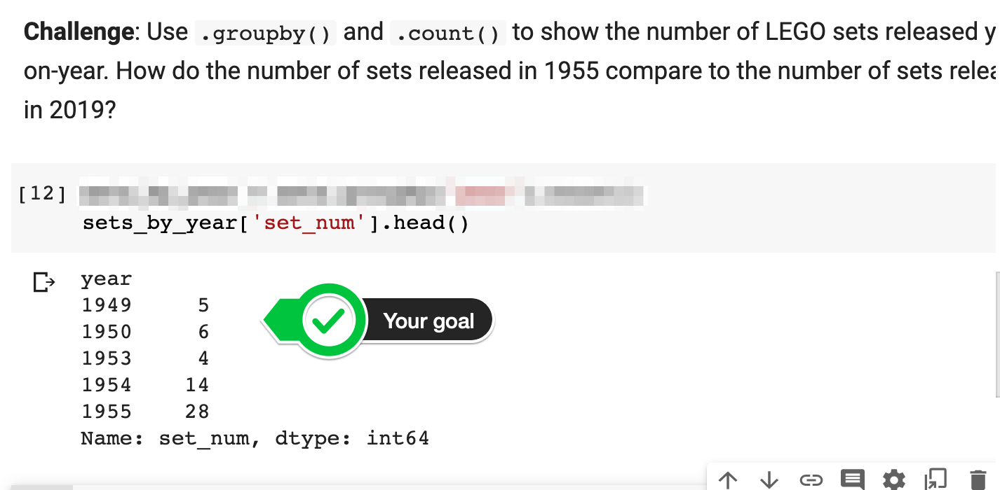 Challenge: Use .groupby() and .count() to show the number of LEGO sets released y
on-year. How do the number of sets released in 1955 compare to the number of sets relea
in 2019?
[12]
sets_by_year['set_num'].head()
year
1949 5
1950 6
1953 4
1954 14
1955 28
Name: set_num, dtype: int64
Your goal